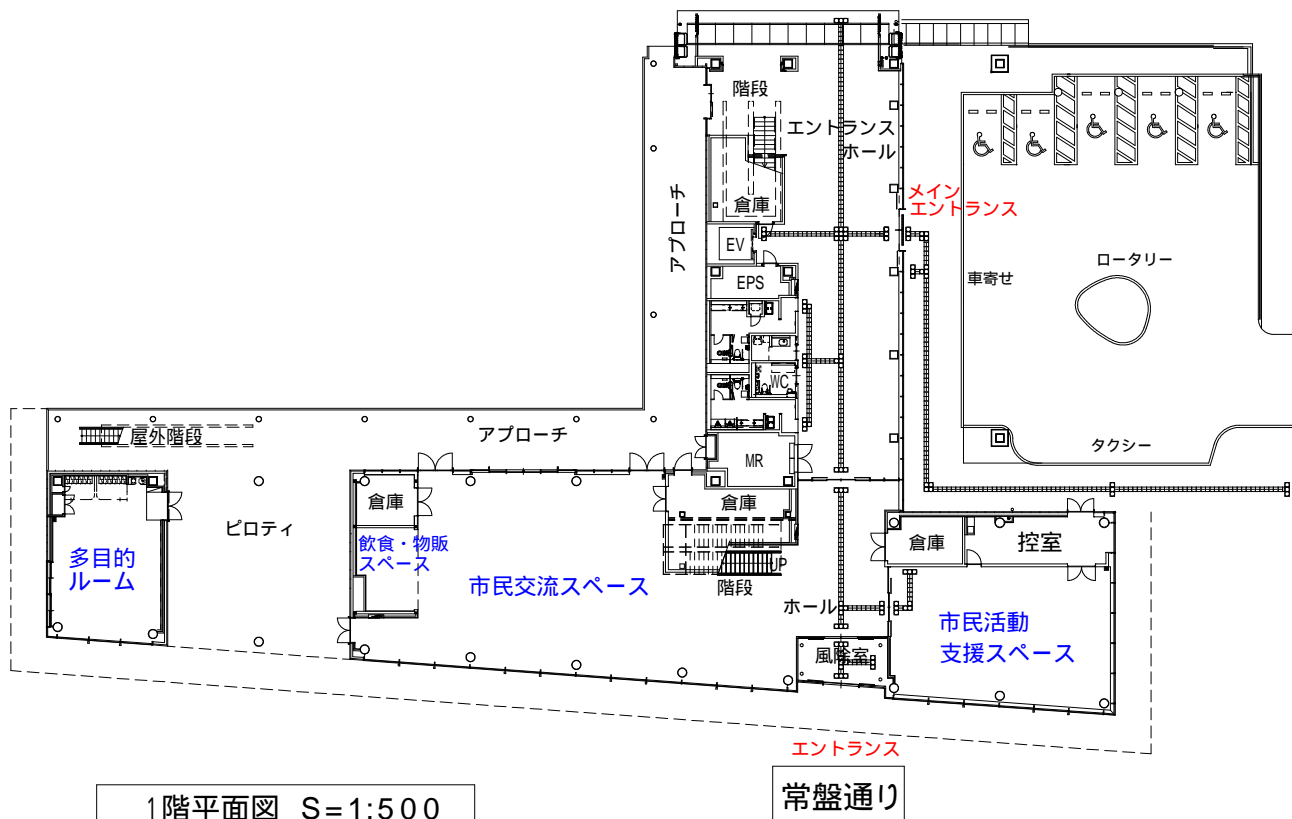 階段
エントランス
ホール
メイン
エントランス
倉庫
アプローチ
EV
EPS
車寄せ
ロータリー
WC
タクシー
屋外階段
アプローチ
MR
倉庫
倉庫
ピロティ
飲食・物販
スペース
多目的
ルーム
市民交流スペース
UP
階段
倉庫
控室
ホール
市民活動
支援スペース
風除室
エントランス
常盤通り
1階平面図 S=1:500